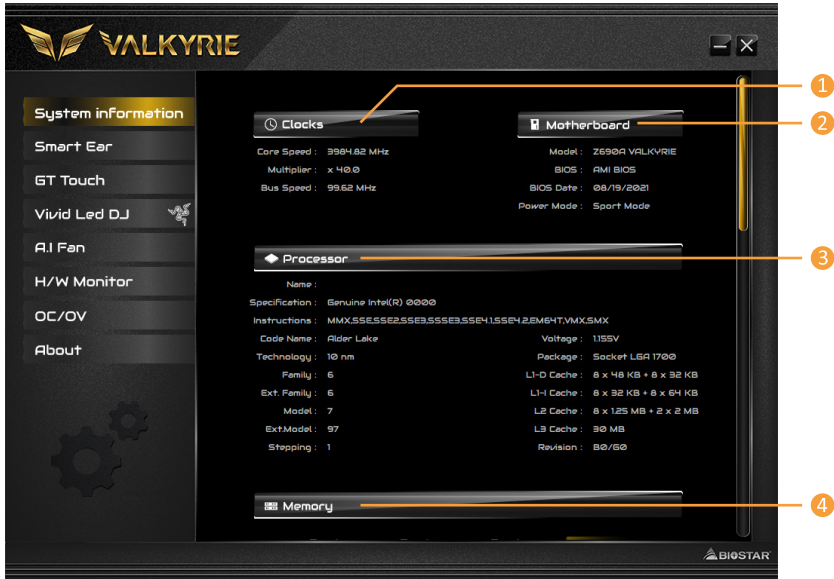 VALKYRIE
System information
Smart Ear
GT Touch
Vivid Led DJ
A.I Fan
H/W Monitor
OC/OV
About
1
Clocks
Core Speed : 3984.82 MHz
Multiplier : x 40.0
Bus Speed : 99.62 MHz
2
Motherboard
Model : Z690A VALKYRIE
BIOS : AMI BIOS
BIOS Date : 08/19/2021
Power Mode : Sport Mode
3
Processor
Name :
Specification : Genuine Intel(R) 0000
Instructions : MMX,SSE,SSE2,SSE3,SSSE3,SSE4.1,SSE4.2,EM64T,VMX,SMX
Code Name : Alder Lake
Technology : 10 nm
Family : 6
Ext. Family : 6
Model : 7
Ext.Model : 97
Stepping : 1
Voltage : 1.155V
Package : Socket LGA 1700
L1-D Cache : 8 x 48 KB + 8 x 32 KB
L1-I Cache : 8 x 32 KB + 8 x 64 KB
L2 Cache : 8 x 1.25 MB + 2 x 2 MB
L3 Cache : 30 MB
Revision : B0/G0
4
Memory
BIOSTAR